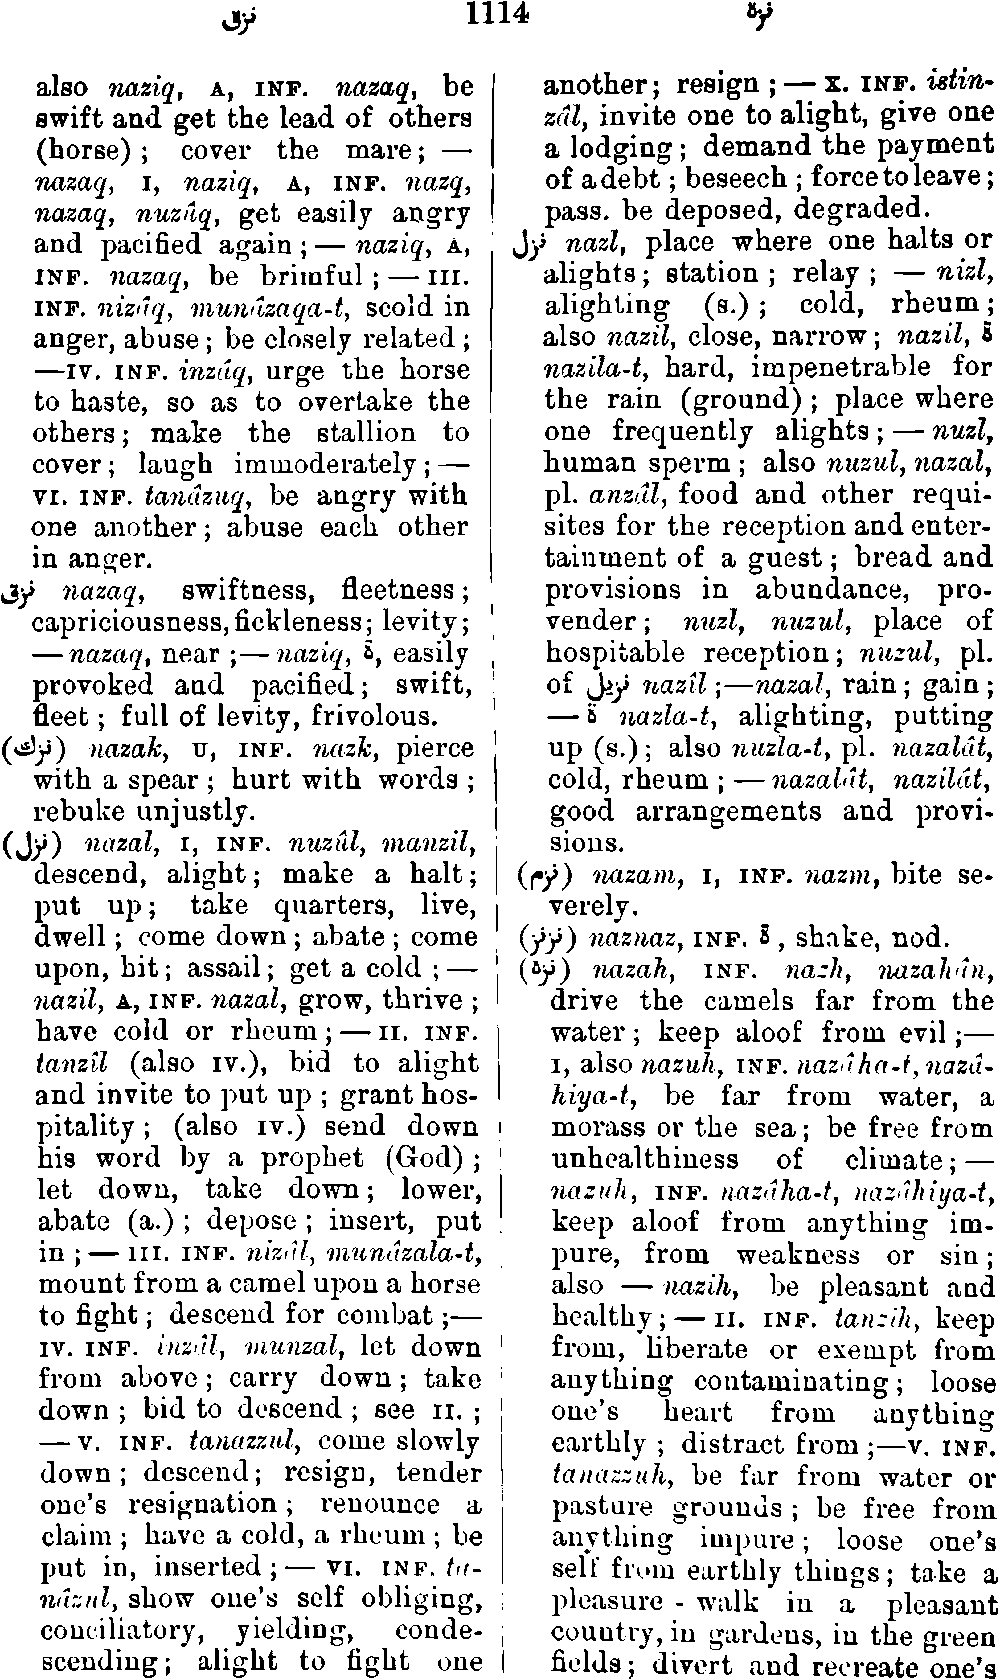 نزق
1114
نزه
also naziq, A, INF. nazaq, be
swift and get the lead of others
(horse) ; cover the mare; —
nazaq, I, naziq, A, INF. nazq,
nazaq, nuzûq, get easily angry
and pacified again ; — naziq, A,
INF. nazaq, be brimful ; — III.
INF. nizâq, munâzaqa-t, scold in
anger, abuse ; be closely related ;
—IV. INF. inzâq, urge the horse
to haste, so as to overtake the
others; make the stallion to
cover ; laugh immoderately ; —
VI. INF. tanâzuq, be angry with
one another; abuse each other
in anger.
نزق nazaq, swiftness, fleetness ;
capriciousness, fickleness; levity;
— nazaq, near ;— naziq, ة, easily
provoked and pacified; swift,
fleet ; full of levity, frivolous.
(نزك) nazak, U, INF. nazk, pierce
with a spear ; hurt with words ;
rebuke unjustly.
(نزل) nazal, I, INF. nuzûl, manzil,
descend, alight; make a halt;
put up; take quarters, live,
dwell ; come down ; abate ; come
upon, hit; assail; get a cold ; —
nazil, A, INF. nazal, grow, thrive ;
have cold or rheum ; — II. INF.
tanzîl (also IV.), bid to alight
and invite to put up ; grant hos-
pitality ; (also IV.) send down
his word by a prophet (God) ;
let down, take down; lower,
abate (a.) ; depose ; insert, put
in ; — III. INF. nizâl, munâzala-t,
mount from a camel upon a horse
to fight ; descend for combat ;—
IV. INF. inzâl, munzal, let down
from above ; carry down ; take
down ; bid to descend ; see II. ;
— V. INF. tanazzul, come slowly
down ; descend; resign, tender
one's resignation ; renounce a
claim ; have a cold, a rheum ; be
put in, inserted ; — VI. INF. ta-
nâzul, show one's self obliging,
conciliatory, yielding, conde-
scending; alight to fight one
another; resign ; — X. INF. istin-
zâl, invite one to alight, give one
a lodging ; demand the payment
of a debt ; beseech ; force to leave ;
pass. be deposed, degraded.
نزل nazl, place where one halts or
alights; station ; relay ; — nizl,
alighting (s.) ; cold, rheum ;
also nazil, close, narrow ; nazil, ة
nazila-t, hard, impenetrable for
the rain (ground) ; place where
one frequently alights ; — nuzl,
human sperm ; also nuzul, nazal,
pl. anzâl, food and other requi-
sites for the reception and enter-
tainment of a guest ; bread and
provisions in abundance, pro-
vender; nuzl, nuzul, place of
hospitable reception; nuzul, pl.
of نزيل nazîl ;—nazal, rain ; gain ;
— ة nazla-t, alighting, putting
up (s.) ; also nuzla-t, pl. nazalât,
cold, rheum ; — nazalât, nazilât,
good arrangements and provi-
sions.
(نزم) nazam, I, INF. nazm, bite se-
verely.
(نزنز) naznaz, INF. ة , shake, nod.
(نزه) nazah, INF. nazh, nazahân,
drive the camels far from the
water ; keep aloof from evil ;—
I, also nazuh, INF. nazâha-t, nazâ-
hiya-t, be far from water, a
morass or the sea ; be free from
unhealthiness of climate ; —
nazuh, INF. nazâha-t, nazâhiya-t,
keep aloof from anything im-
pure, from weakness or sin;
also — nazih, be pleasant and
healthy ; — II. INF. tanzîh, keep
from, liberate or exempt from
anything contaminating; loose
one's heart from anything
earthly ; distract from ;—V. INF.
tanazzuh, be far from water or
pasture grounds ; be free from
anything impure; loose one's
self from earthly things ; take a
pleasure - walk in a pleasant
country, in gardens, in the green
fields; divert and recreate one's